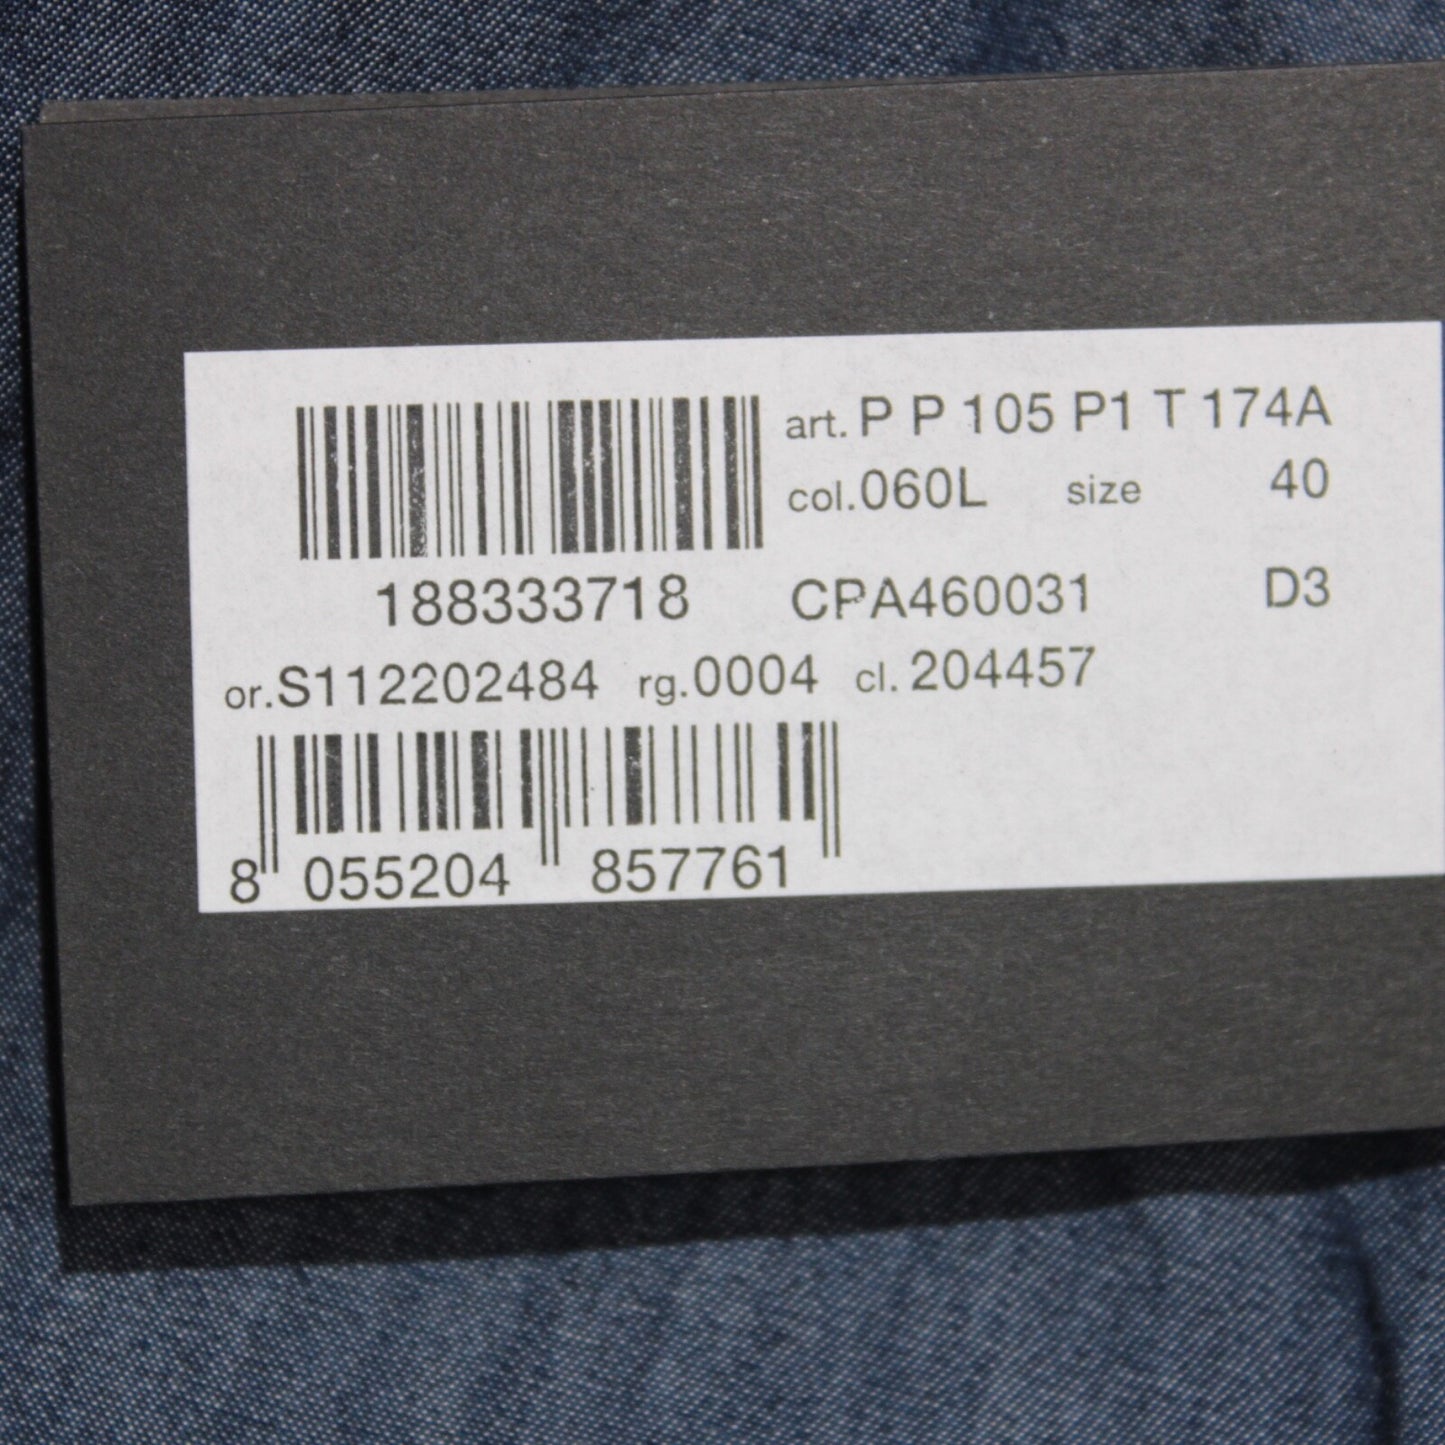 art. P P 105 P1 T 174A
col.060L size 40
188333718 CPA460031 D3
or.S112202484 rg.0004 cl.204457
8 055204 857761